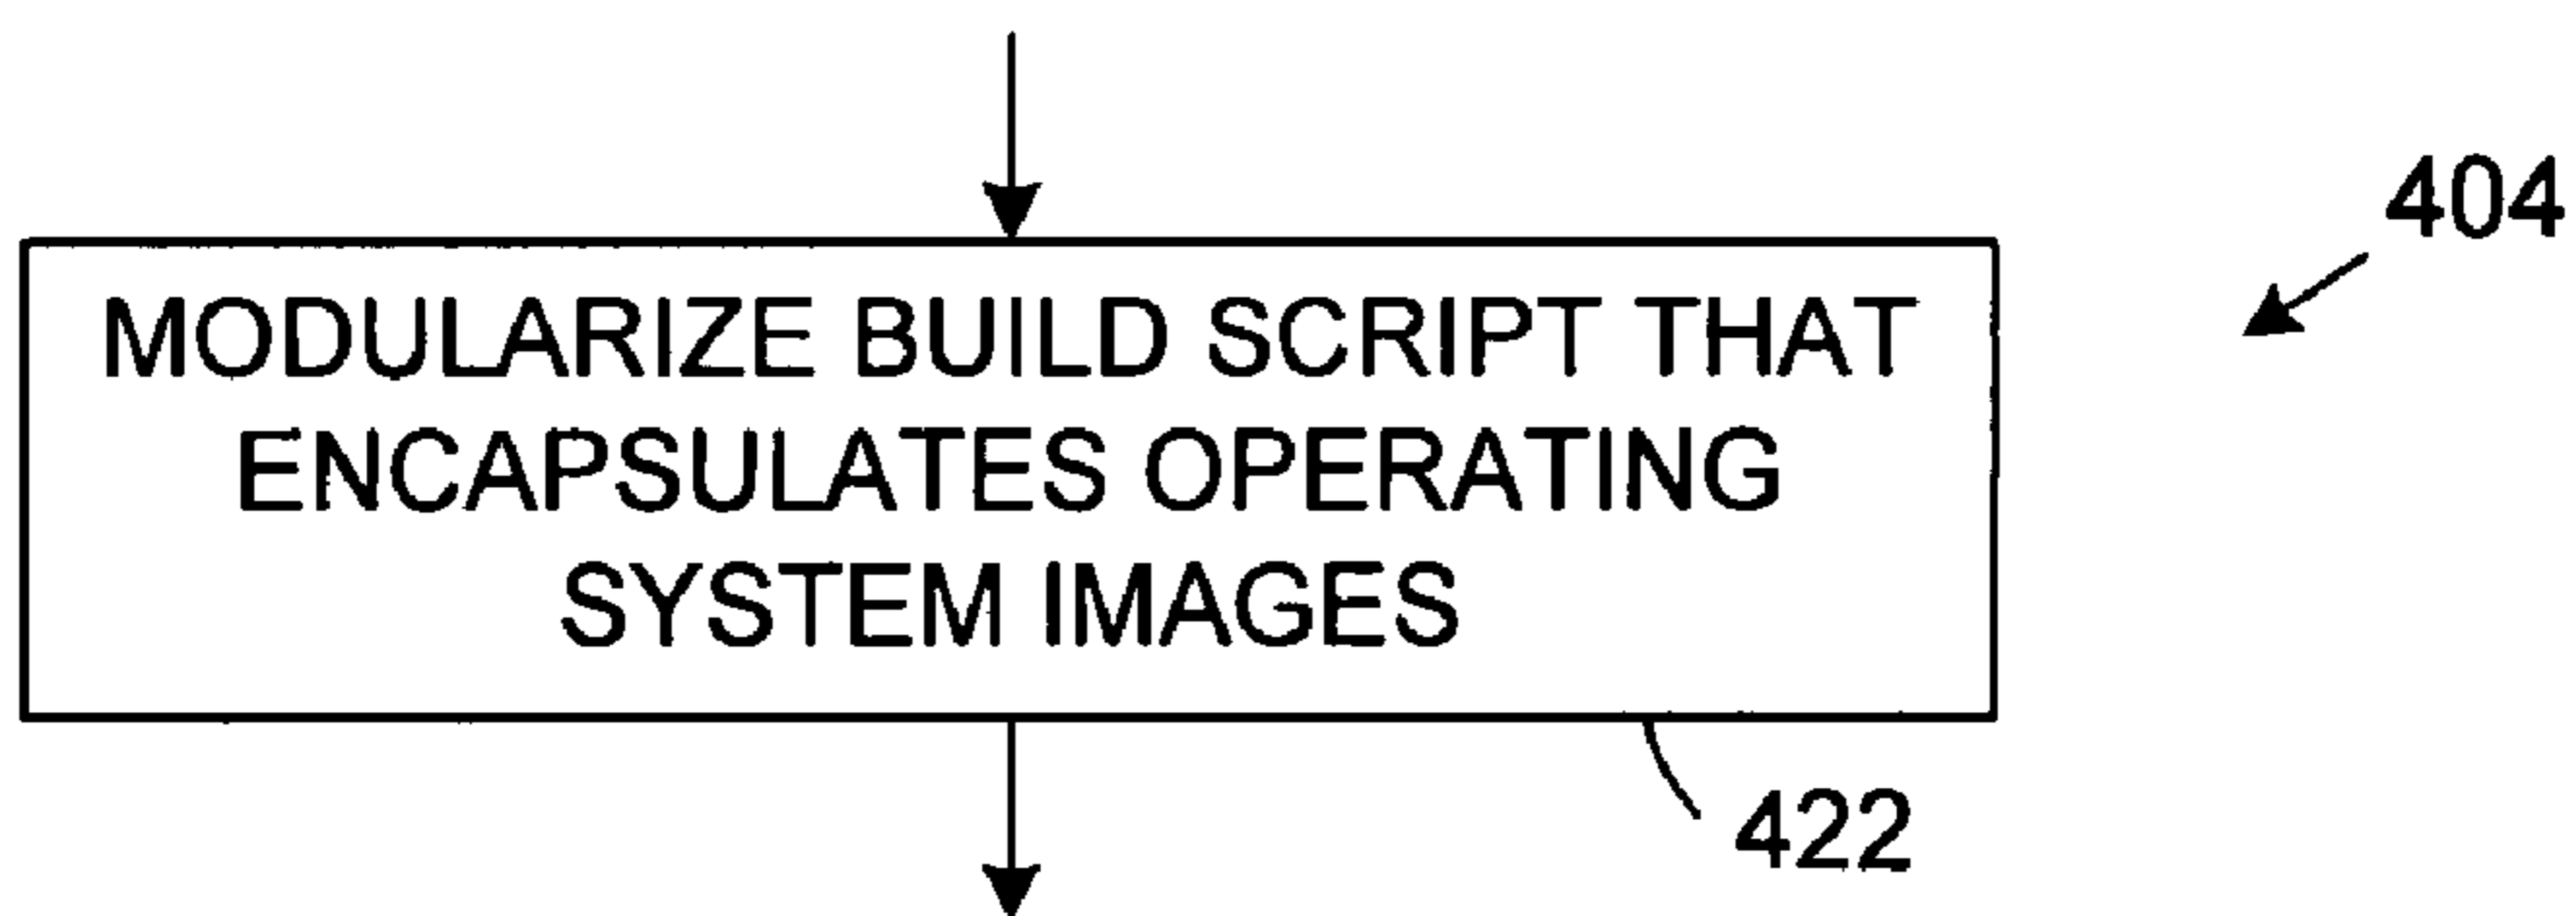 404
MODULARIZE BUILD SCRIPT THAT
ENCAPSULATES OPERATING
SYSTEM IMAGES
422